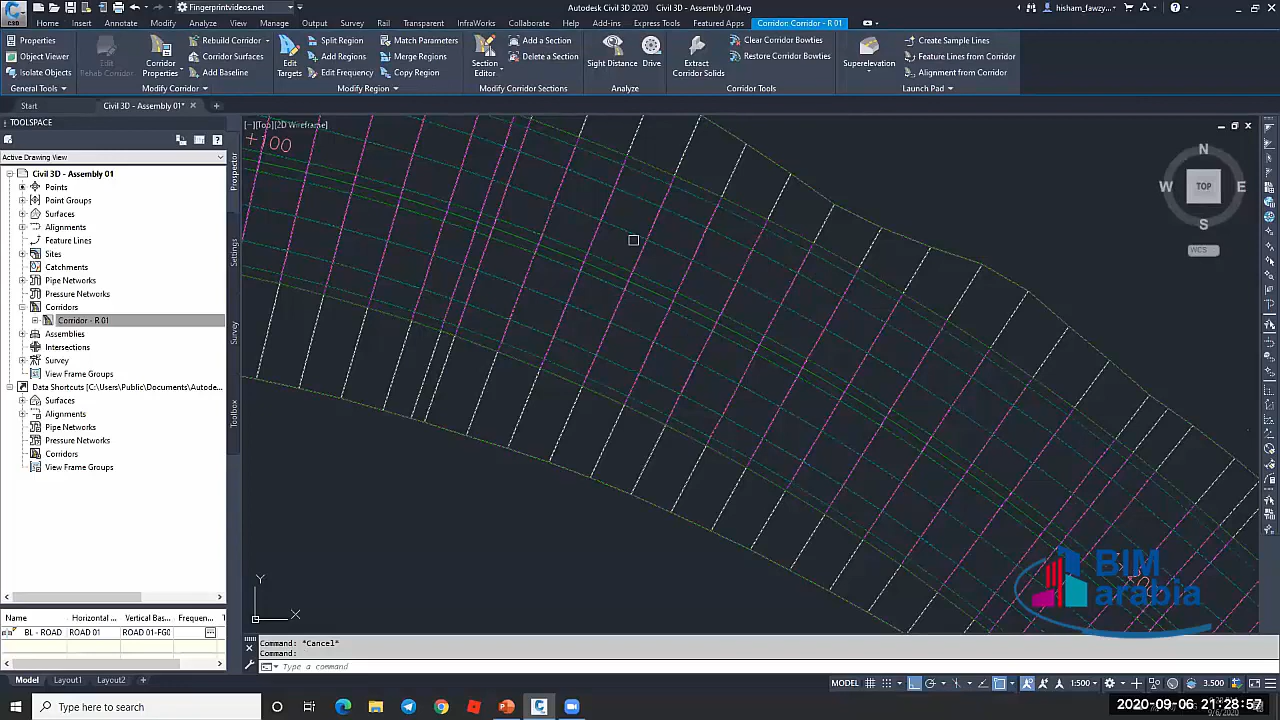 Fingerprintvideos.net
Autodesk Civil 3D 2020 Civil 3D - Assembly 01.dwg
hisham_fawzy...
Home Insert Annotate Modify Analyze View Manage Output Survey Rail Transparent InfraWorks Collaborate Help Add-ins Express Tools Featured Apps Corridor: Corridor - R 01
Properties
Object Viewer
Isolate Objects
General Tools
Edit Rehab Corridor
Corridor Properties
Rebuild Corridor
Corridor Surfaces
Add Baseline
Modify Corridor
Edit Targets
Split Region
Add Regions
Edit Frequency
Match Parameters
Merge Regions
Copy Region
Modify Region
Section Editor
Add a Section
Delete a Section
Modify Corridor Sections
Sight Distance
Drive
Analyze
Extract Corridor Solids
Clear Corridor Bowties
Restore Corridor Bowties
Corridor Tools
Superelevation
Create Sample Lines
Feature Lines from Corridor
Alignment from Corridor
Launch Pad
Start Civil 3D - Assembly 01*
TOOLSPACE
Active Drawing View
Civil 3D - Assembly 01
Points
Point Groups
Surfaces
Alignments
Feature Lines
Sites
Catchments
Pipe Networks
Pressure Networks
Corridors
Corridor - R 01
Assemblies
Intersections
Survey
View Frame Groups
Data Shortcuts [C:\Users\Public\Documents\Autode...
Surfaces
Alignments
Pipe Networks
Pressure Networks
Corridors
View Frame Groups
Prospector
Settings
Survey
Toolbox
Name Horizontal ... Vertical Bas... Frequen...
BL - ROAD ROAD 01 ROAD 01-FG0
[−][Top][2D Wireframe]
+100
N
W TOP E
S
WCS
Y
X
BIM
arabia
Command: *Cancel*
Command:
Type a command
Model Layout1 Layout2 +
MODEL
1:500
3.500
Type here to search
2020-09-06 21:28:57